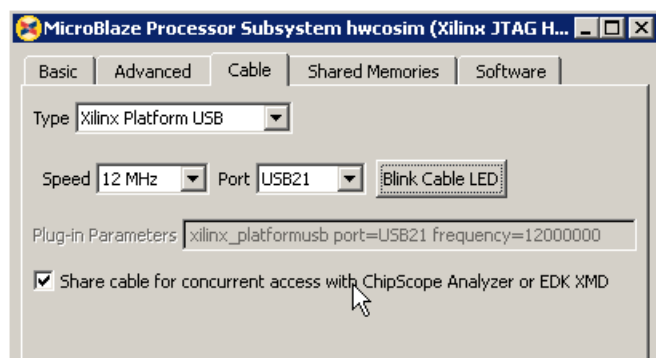 MicroBlaze Processor Subsystem hwcosim (Xilinx JTAG H...
Basic Advanced Cable Shared Memories Software
Type Xilinx Platform USB
Speed 12 MHz Port USB21 Blink Cable LED
Plug-in Parameters xilinx_platformusb port=USB21 frequency=12000000
Share cable for concurrent access with ChipScope Analyzer or EDK XMD